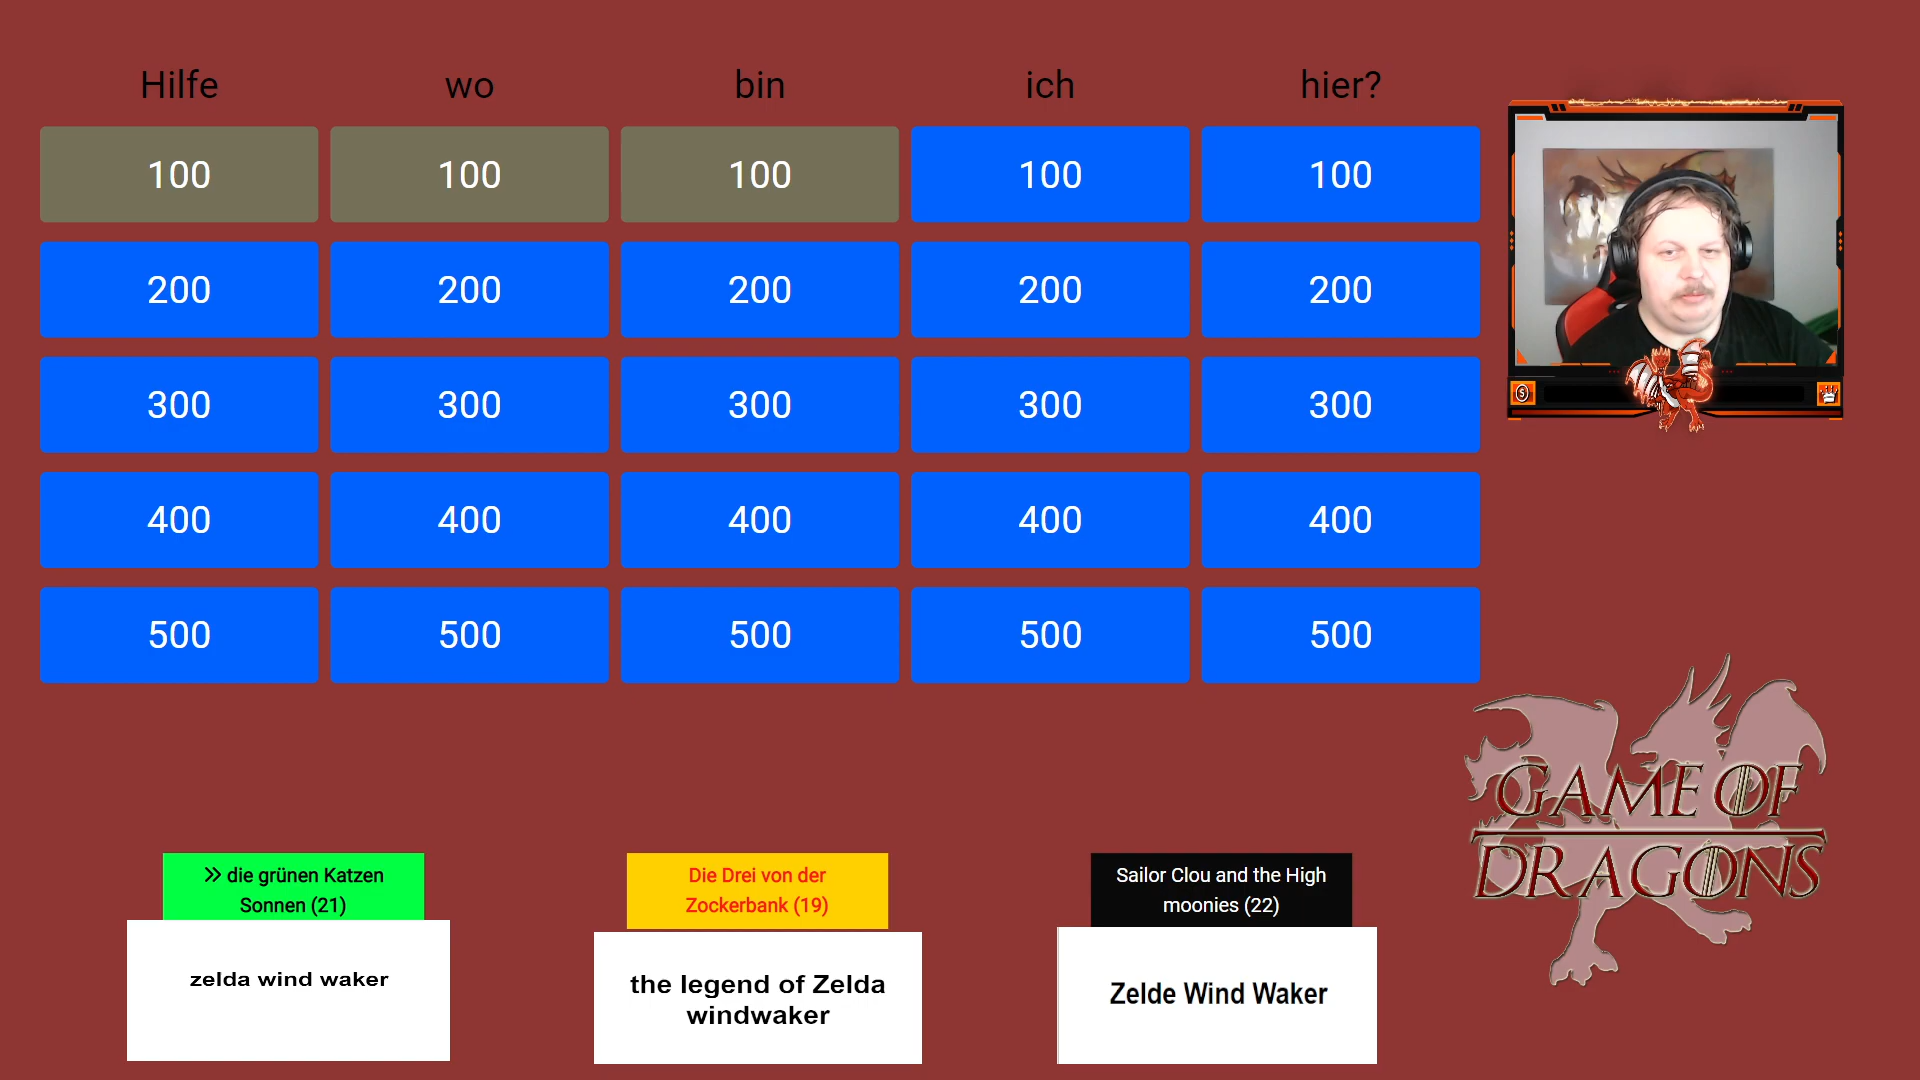 Hilfe wo bin ich hier?
100 100 100 100 100
200 200 200 200 200
300 300 300 300 300
400 400 400 400 400
500 500 500 500 500
GAME OF
DRAGONS
die grünen Katzen
Sonnen (21)
zelda wind waker
Die Drei von der
Zockerbank (19)
the legend of Zelda
windwaker
Sailor Clou and the High
moonies (22)
Zelde Wind Waker